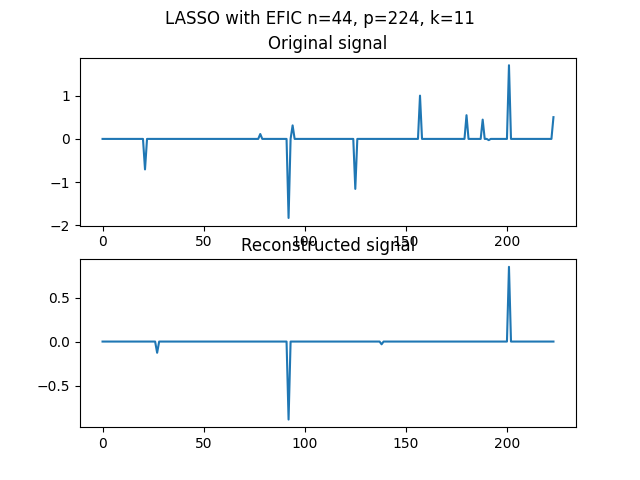 LASSO with EFIC n=44, p=224, k=11
Original signal
1
0
−1
−2
0 50 100 150 200
Reconstructed signal
0.5
0.0
−0.5
0 50 100 150 200